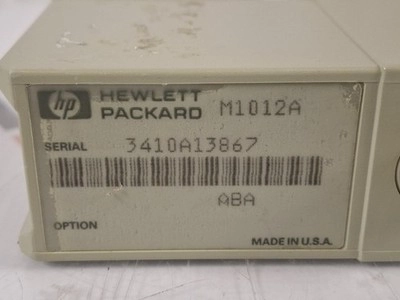 hp HEWLETT
PACKARD M1012A
SERIAL 3410A13867
ABA
OPTION
MADE IN U.S.A.